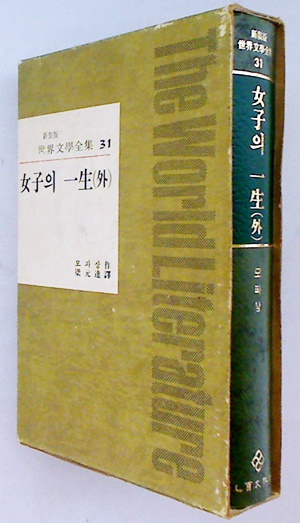 新裝版
世界文學全集 31
女子의 一生(外)
모파상 作
梁元達 譯
The World Literature
新裝版
世界文學全集
31
女子의 一生(外)
모파상